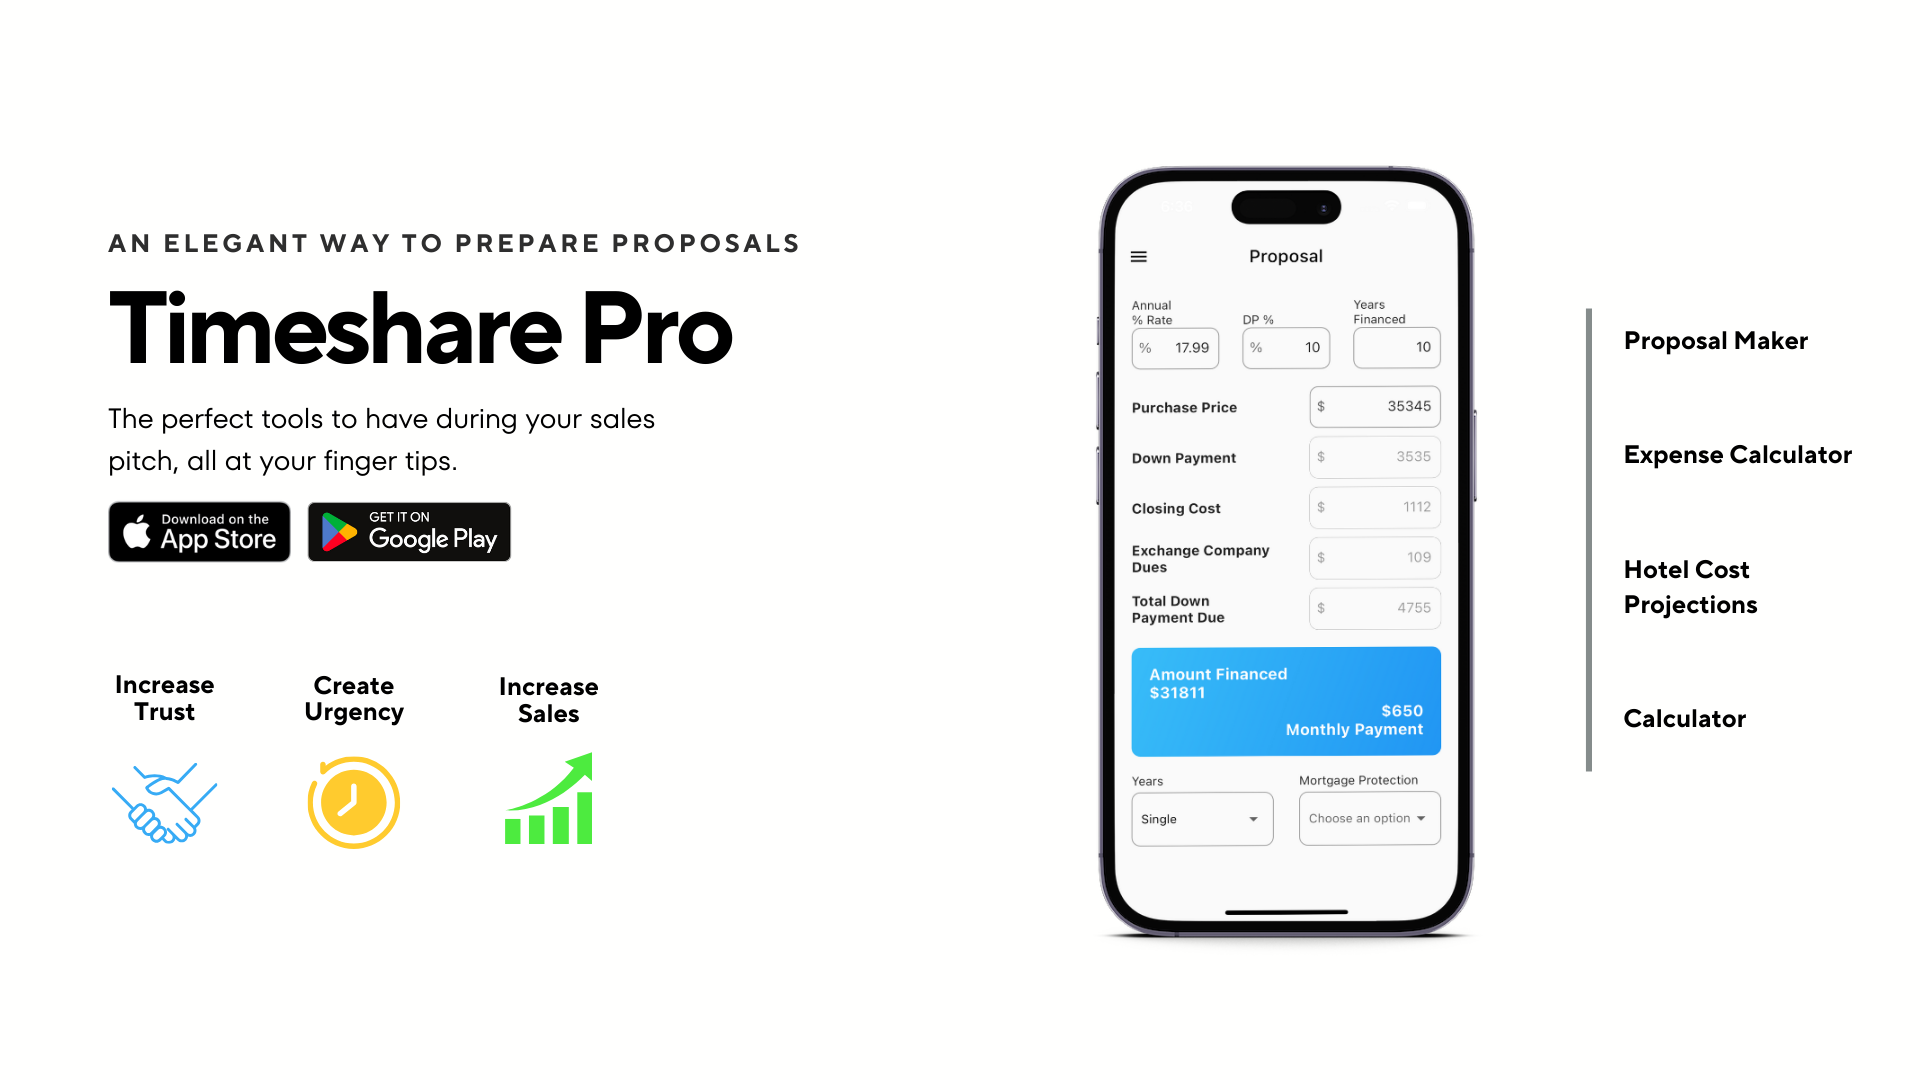 AN ELEGANT WAY TO PREPARE PROPOSALS
Timeshare Pro
The perfect tools to have during your sales
pitch, all at your finger tips.
Download on the
App Store
GET IT ON
Google Play
Increase
Trust
Create
Urgency
Increase
Sales
Proposal
Annual
% Rate
DP %
Years
Financed
% 17.99
% 10
10
Purchase Price $ 35345
Down Payment $ 3535
Closing Cost $ 1112
Exchange Company
Dues
$ 109
Total Down
Payment Due
$ 4755
Amount Financed
$31811
$650
Monthly Payment
Years
Single
Mortgage Protection
Choose an option
Proposal Maker
Expense Calculator
Hotel Cost
Projections
Calculator